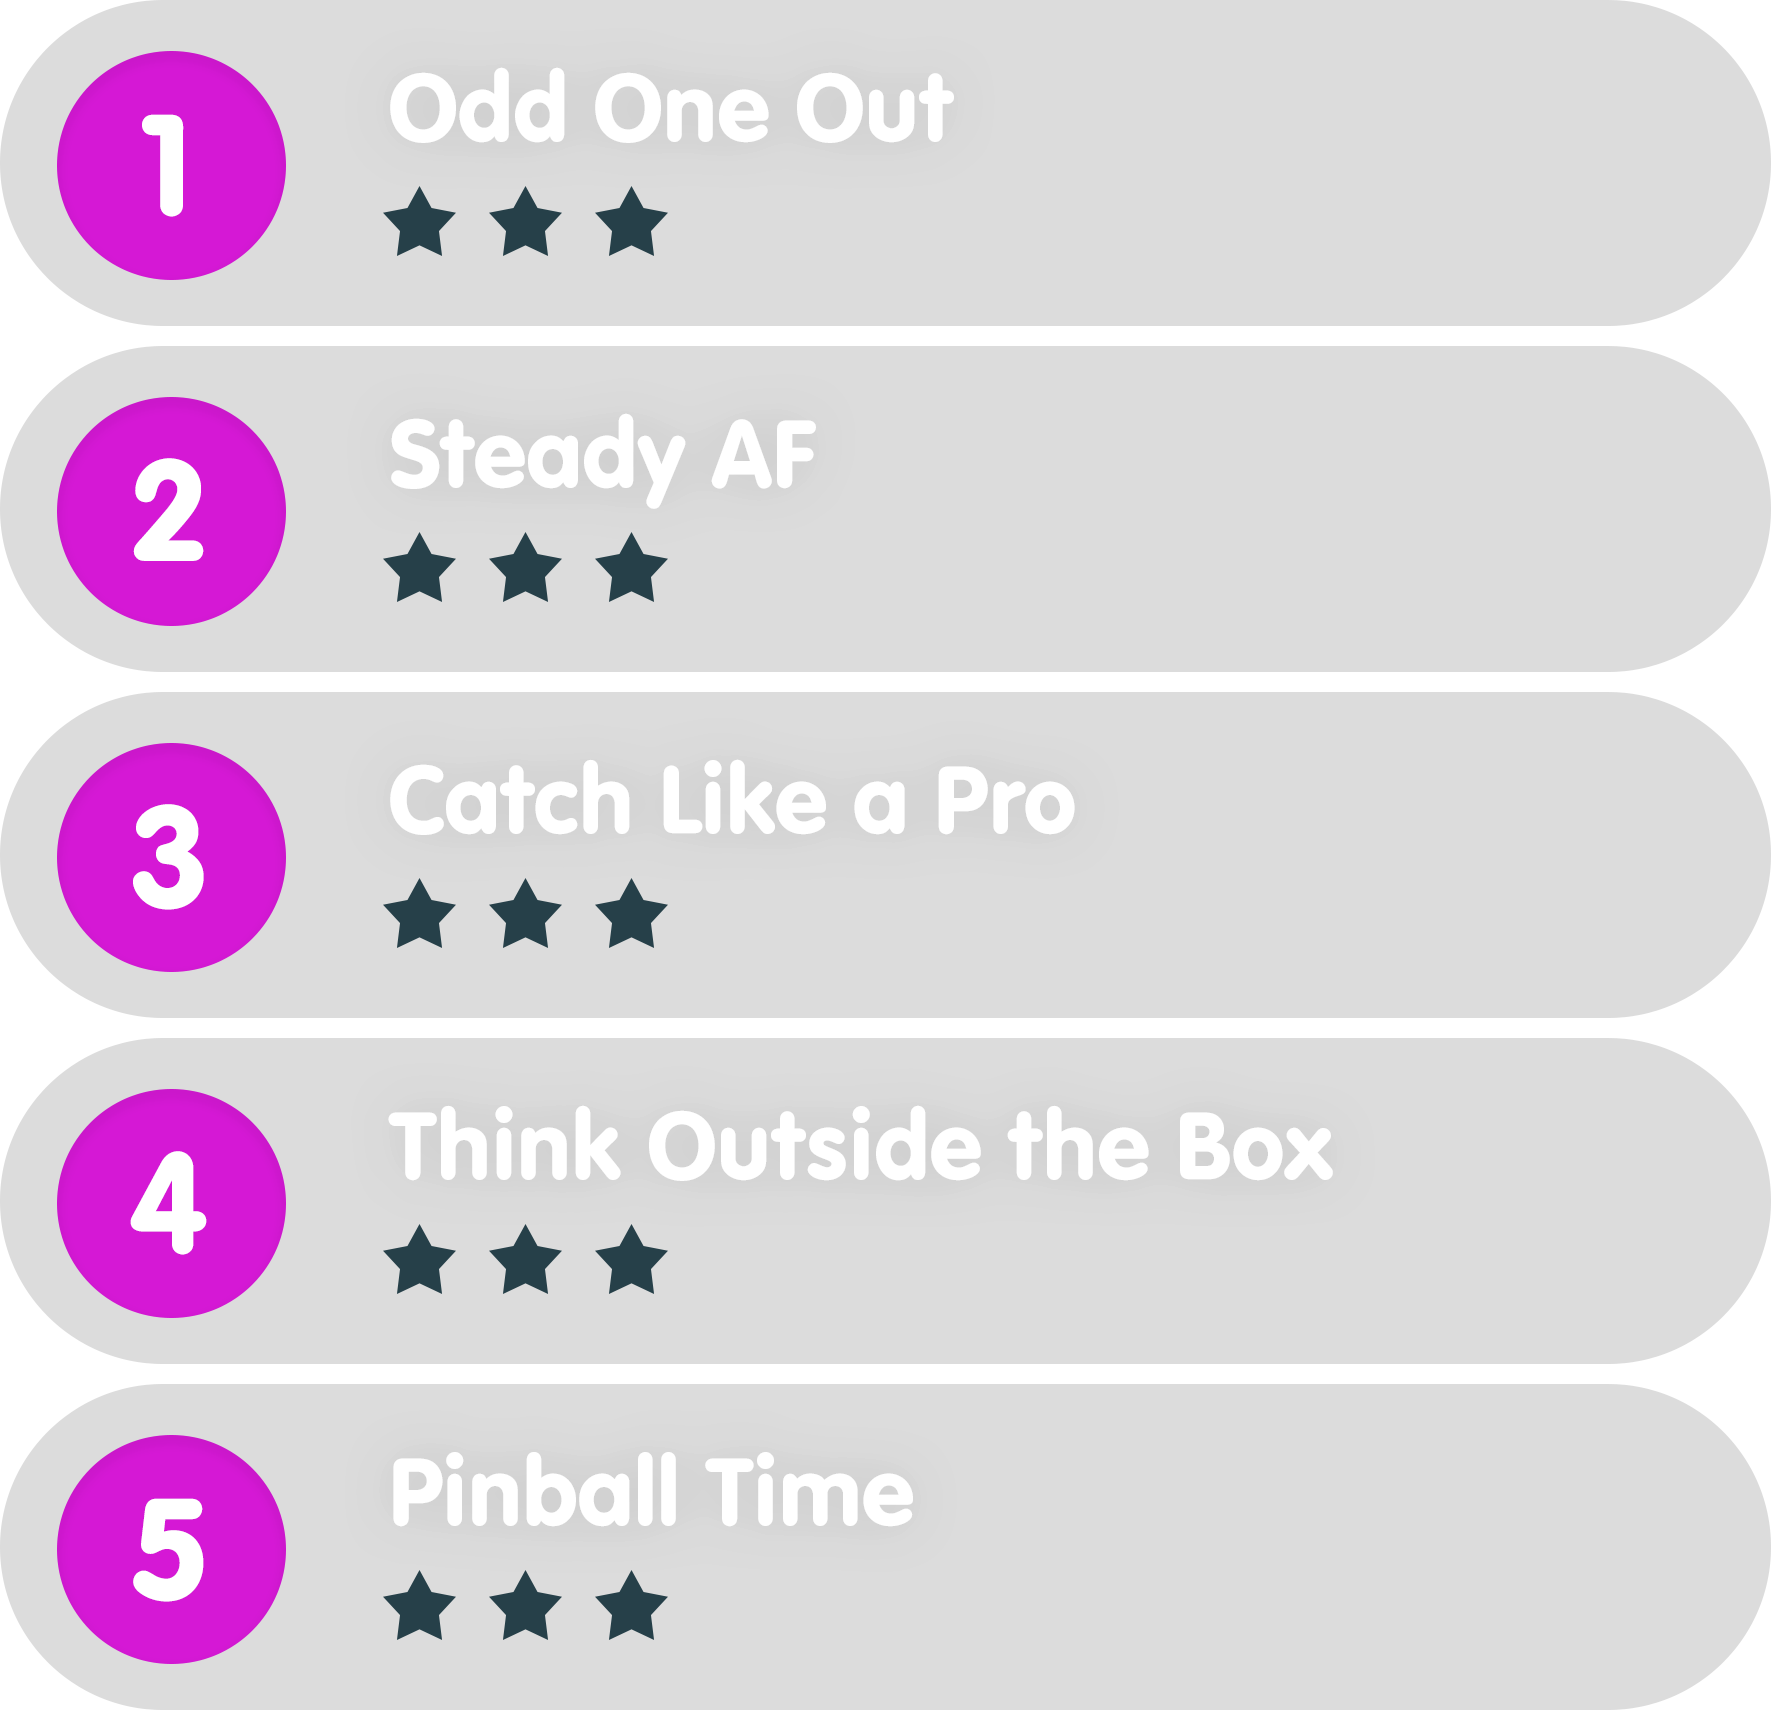 1
Odd One Out
2
Steady AF
3
Catch Like a Pro
4
Think Outside the Box
5
Pinball Time